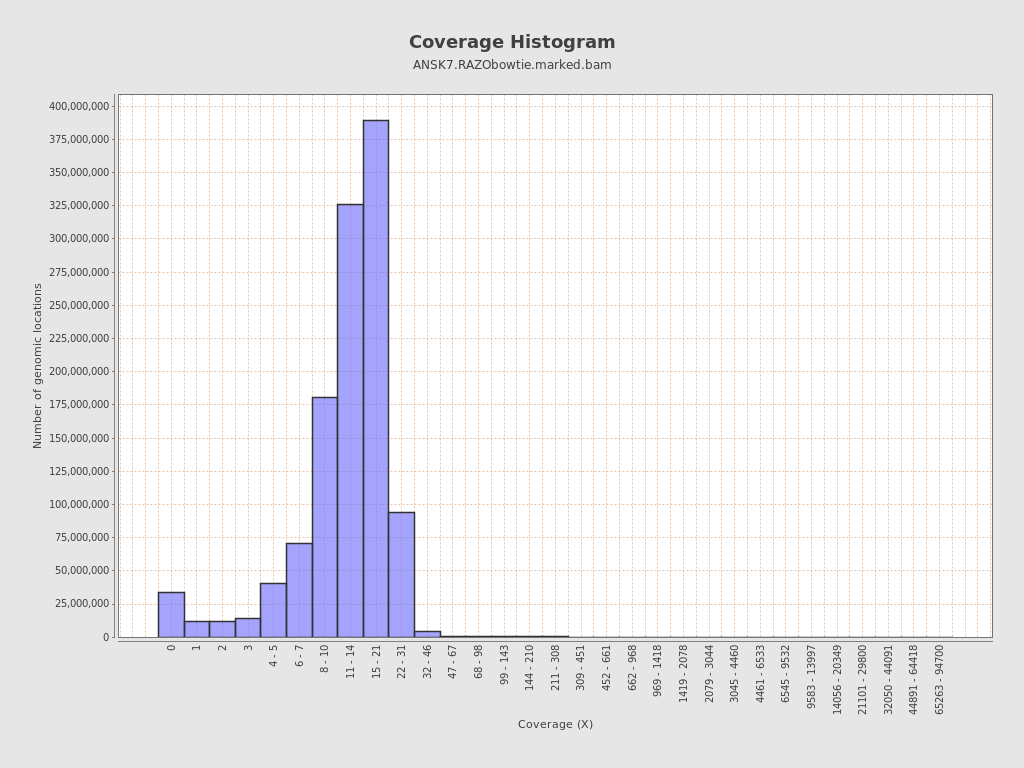 Coverage Histogram
ANSK7.RAZObowtie.marked.bam
Number of genomic locations
400,000,000
375,000,000
350,000,000
325,000,000
300,000,000
275,000,000
250,000,000
225,000,000
200,000,000
175,000,000
150,000,000
125,000,000
100,000,000
75,000,000
50,000,000
25,000,000
0
0
1
2
3
4 - 5
6 - 7
8 - 10
11 - 14
15 - 21
22 - 31
32 - 46
47 - 67
68 - 98
99 - 143
144 - 210
211 - 308
309 - 451
452 - 661
662 - 968
969 - 1418
1419 - 2078
2079 - 3044
3045 - 4460
4461 - 6533
6545 - 9532
9583 - 13997
14056 - 20349
21101 - 29800
32050 - 44091
44891 - 64418
65263 - 94700
Coverage (X)